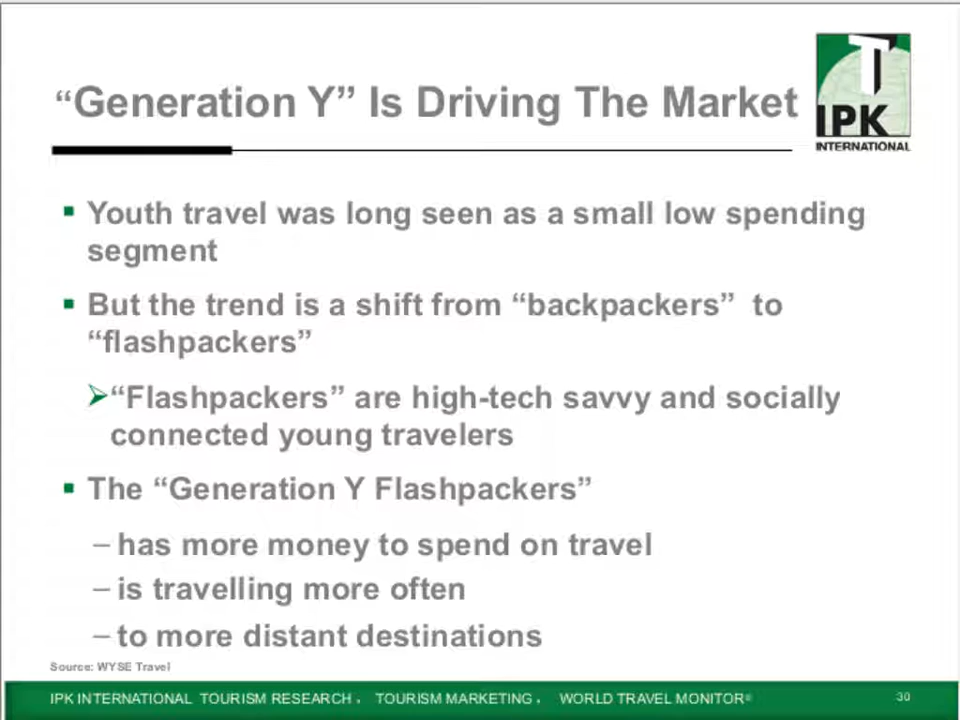 “Generation Y” Is Driving The Market
T
IPK
INTERNATIONAL
▪ Youth travel was long seen as a small low spending
segment
▪ But the trend is a shift from “backpackers”  to
“flashpackers”
➢“Flashpackers” are high-tech savvy and socially
connected young travelers
▪ The “Generation Y Flashpackers”
– has more money to spend on travel
– is travelling more often
– to more distant destinations
Source: WYSE Travel
IPK INTERNATIONAL TOURISM RESEARCH , TOURISM MARKETING , WORLD TRAVEL MONITOR® 30